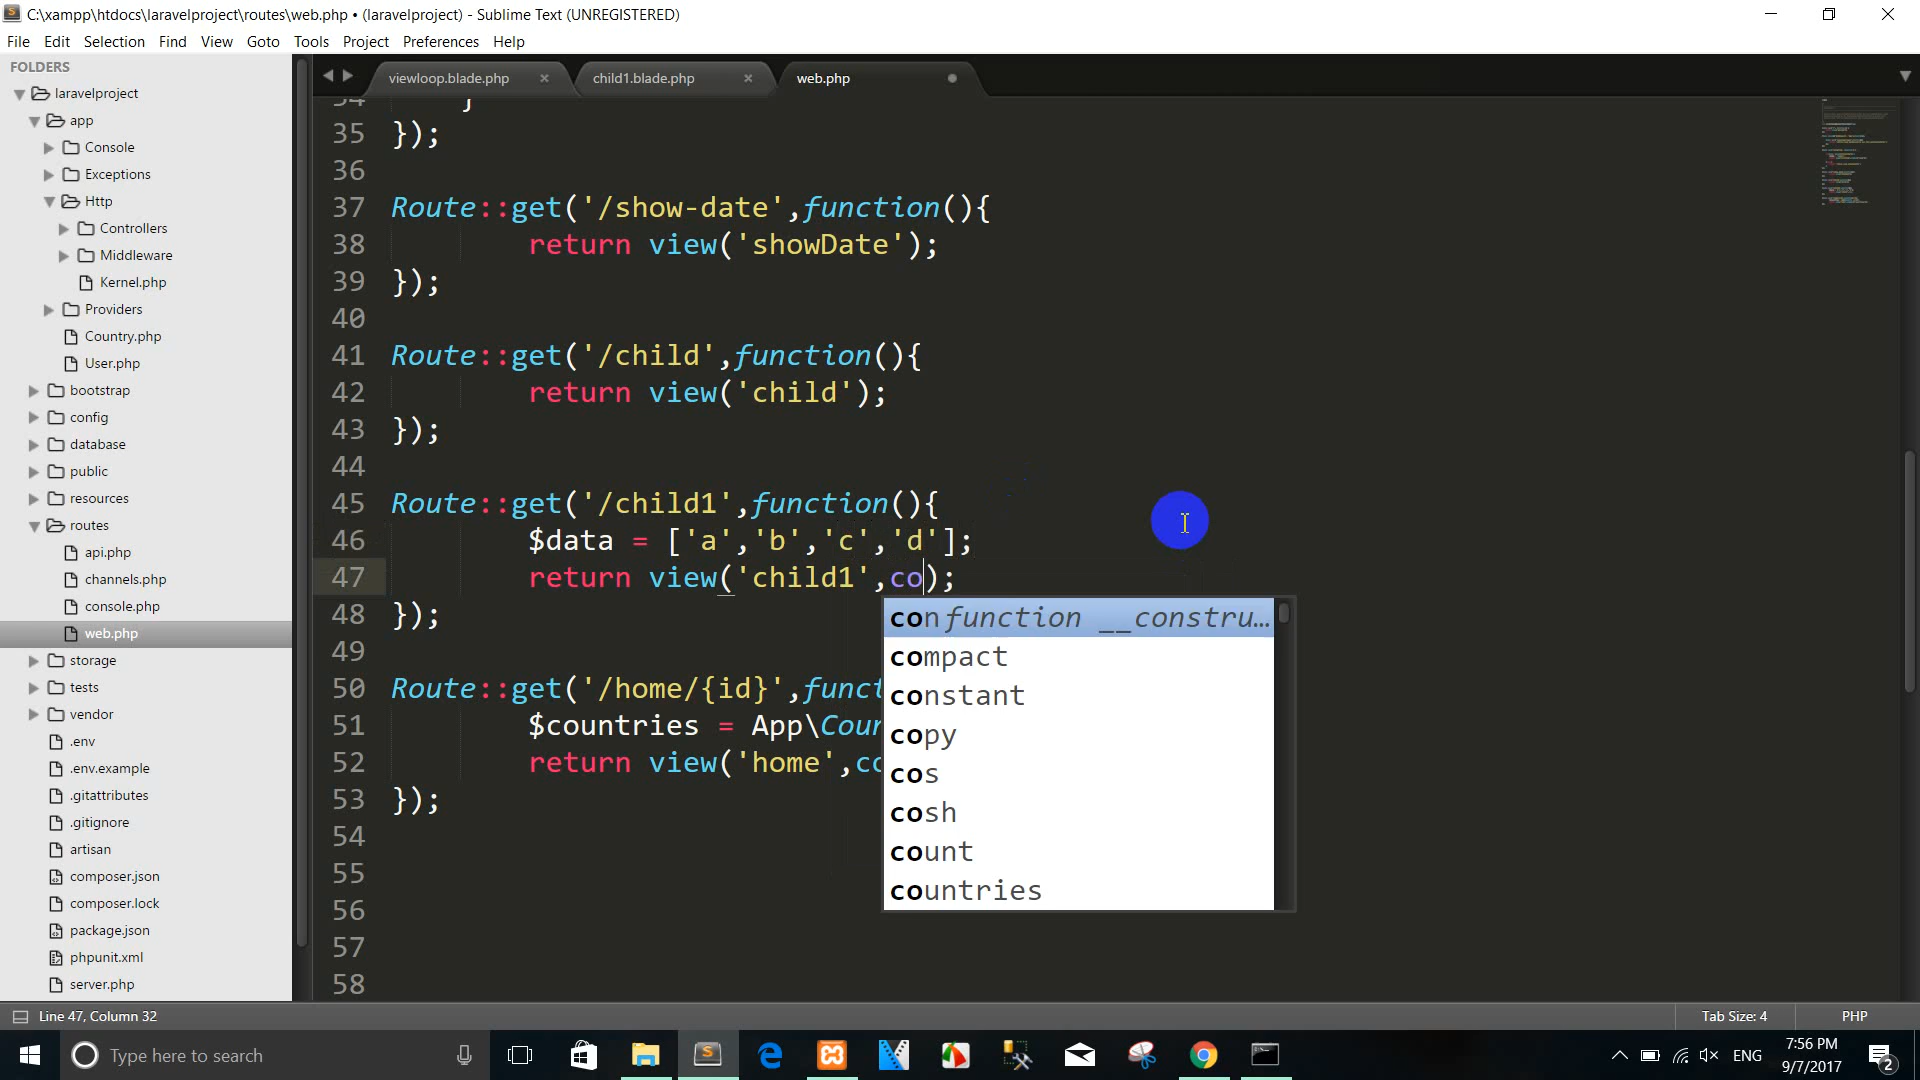 C:\xampp\htdocs\laravelproject\routes\web.php • (laravelproject) - Sublime Text (UNREGISTERED)
File Edit Selection Find View Goto Tools Project Preferences Help
FOLDERS
laravelproject
app
Console
Exceptions
Http
Controllers
Middleware
Kernel.php
Providers
Country.php
User.php
bootstrap
config
database
public
resources
routes
api.php
channels.php
console.php
web.php
storage
tests
vendor
.env
.env.example
.gitattributes
.gitignore
artisan
composer.json
composer.lock
package.json
phpunit.xml
server.php
viewloop.blade.php child1.blade.php web.php
34 }
35 });
36
37 Route::get('/show-date',function(){
38 return view('showDate');
39 });
40
41 Route::get('/child',function(){
42 return view('child');
43 });
44
45 Route::get('/child1',function(){
46 $data = ['a','b','c','d'];
47 return view('child1',co);
48 });
49
50 Route::get('/home/{id}',funct
51 $countries = App\Coun
52 return view('home',co
53 });
54
55
56
57
58
con function __constru…
compact
constant
copy
cos
cosh
count
countries
Line 47, Column 32 Tab Size: 4 PHP
Type here to search ENG 7:56 PM
9/7/2017 2